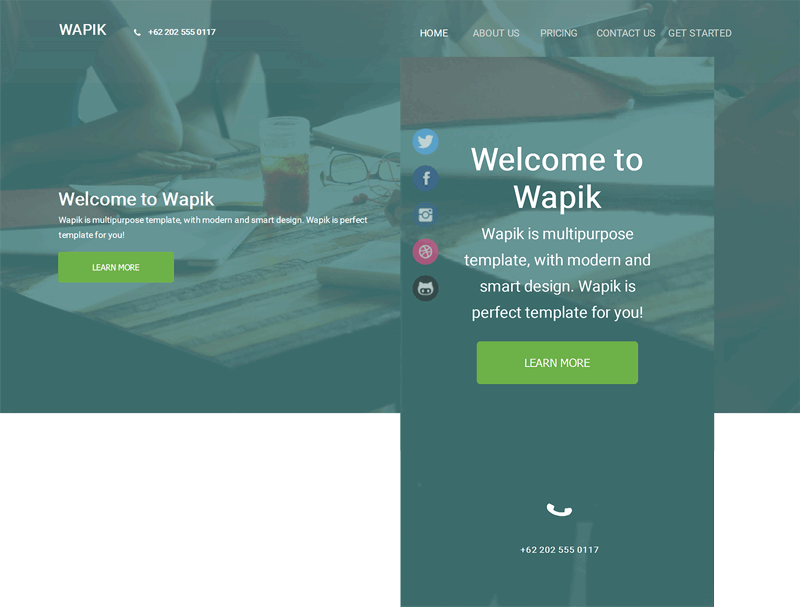 WAPIK
+62 202 555 0117
HOME
ABOUT US
PRICING
CONTACT US
GET STARTED
Welcome to Wapik
Wapik is multipurpose template, with modern and smart design. Wapik is perfect
template for you!
LEARN MORE
Welcome to
Wapik
Wapik is multipurpose
template, with modern and
smart design. Wapik is
perfect template for you!
LEARN MORE
+62 202 555 0117